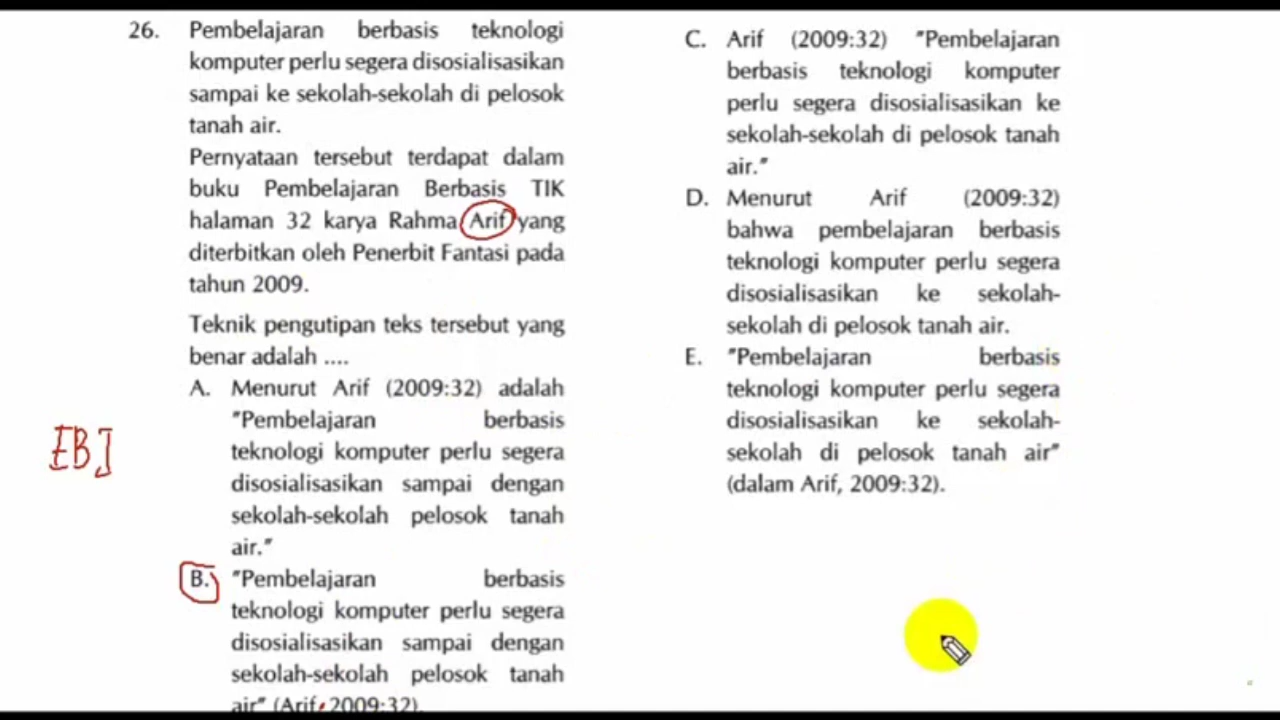 26. Pembelajaran berbasis teknologi
komputer perlu segera disosialisasikan
sampai ke sekolah-sekolah di pelosok
tanah air.
Pernyataan tersebut terdapat dalam
buku Pembelajaran Berbasis TIK
halaman 32 karya Rahma Arif yang
diterbitkan oleh Penerbit Fantasi pada
tahun 2009.
Teknik pengutipan teks tersebut yang
benar adalah ....
A. Menurut Arif (2009:32) adalah
"Pembelajaran berbasis
teknologi komputer perlu segera
disosialisasikan sampai dengan
sekolah-sekolah pelosok tanah
air."
[B]
B. "Pembelajaran berbasis
teknologi komputer perlu segera
disosialisasikan sampai dengan
sekolah-sekolah pelosok tanah
air" (Arif, 2009:32).
C. Arif (2009:32) "Pembelajaran
berbasis teknologi komputer
perlu segera disosialisasikan ke
sekolah-sekolah di pelosok tanah
air."
D. Menurut Arif (2009:32)
bahwa pembelajaran berbasis
teknologi komputer perlu segera
disosialisasikan ke sekolah-
sekolah di pelosok tanah air.
E. "Pembelajaran berbasis
teknologi komputer perlu segera
disosialisasikan ke sekolah-
sekolah di pelosok tanah air"
(dalam Arif, 2009:32).